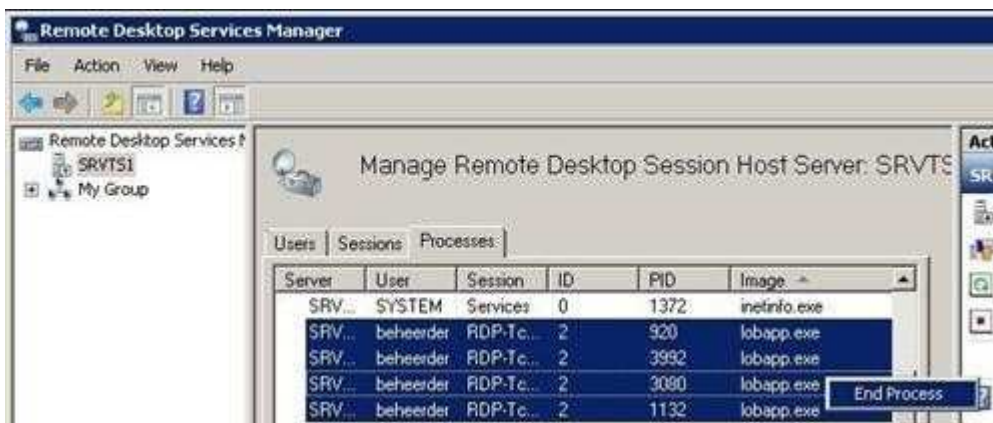 Remote Desktop Services Manager
File Action View Help
Remote Desktop Services M
SRVTS1
My Group
Manage Remote Desktop Session Host Server: SRVTS
Act
SR
Users Sessions Processes
Server User Session ID PID Image
SRV... SYSTEM Services 0 1372 inetinfo.exe
SRV... beheerder RDP-Tc... 2 920 lobapp.exe
SRV... beheerder RDP-Tc... 2 3992 lobapp.exe
SRV... beheerder RDP-Tc... 2 3080 lobapp.exe
End Process
SRV... beheerder RDP-Tc... 2 1132 lobapp.exe